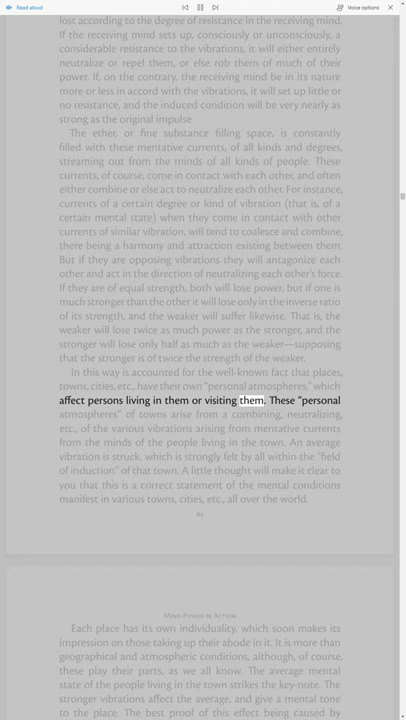 Read aloud
Voice options
lost according to the degree of resistance in the receiving mind.
If the receiving mind sets up, consciously or unconsciously, a
considerable resistance to the vibrations, it will either entirely
neutralize or repel them, or else rob them of much of their
power. If, on the contrary, the receiving mind be in its nature
more or less in accord with the vibrations, it will set up little or
no resistance, and the induced condition will be very nearly as
strong as the original impulse
The ether, or fine substance filling space, is constantly
filled with these mentative currents, of all kinds and degrees,
streaming out from the minds of all kinds of people. These
currents, of course, come in contact with each other, and often
either combine or else act to neutralize each other. For instance,
currents of a certain degree or kind of vibration (that is, of a
certain mental state) when they come in contact with other
currents of similar vibration, will tend to coalesce and combine,
there being a harmony and attraction existing between them.
But if they are opposing vibrations they will antagonize each
other and act in the direction of neutralizing each other's force.
If they are of equal strength, both will lose power, but if one is
much stronger than the other it will lose only in the inverse ratio
of its strength, and the weaker will suffer likewise. That is, the
weaker will lose twice as much power as the stronger, and the
stronger will lose only half as much as the weaker—supposing
that the stronger is of twice the strength of the weaker.
In this way is accounted for the well-known fact that places,
towns, cities, etc., have their own "personal atmospheres," which
affect persons living in them or visiting them. These "personal
atmospheres" of towns arise from a combining, neutralizing,
etc., of the various vibrations arising from mentative currents
from the minds of the people living in the town. An average
vibration is struck, which is strongly felt by all within the "field
of induction" of that town. A little thought will make it clear to
you that this is a correct statement of the mental conditions
manifest in various towns, cities, etc., all over the world.
Mind-Power in Action
Each place has its own individuality, which soon makes its
impression on those taking up their abode in it. It is more than
geographical and atmospheric conditions, although, of course,
these play their parts, as we all know. The average mental
state of the people living in the town strikes the key-note. The
stronger vibrations affect the average, and give a mental tone
to the place. The best proof of this effect being caused by